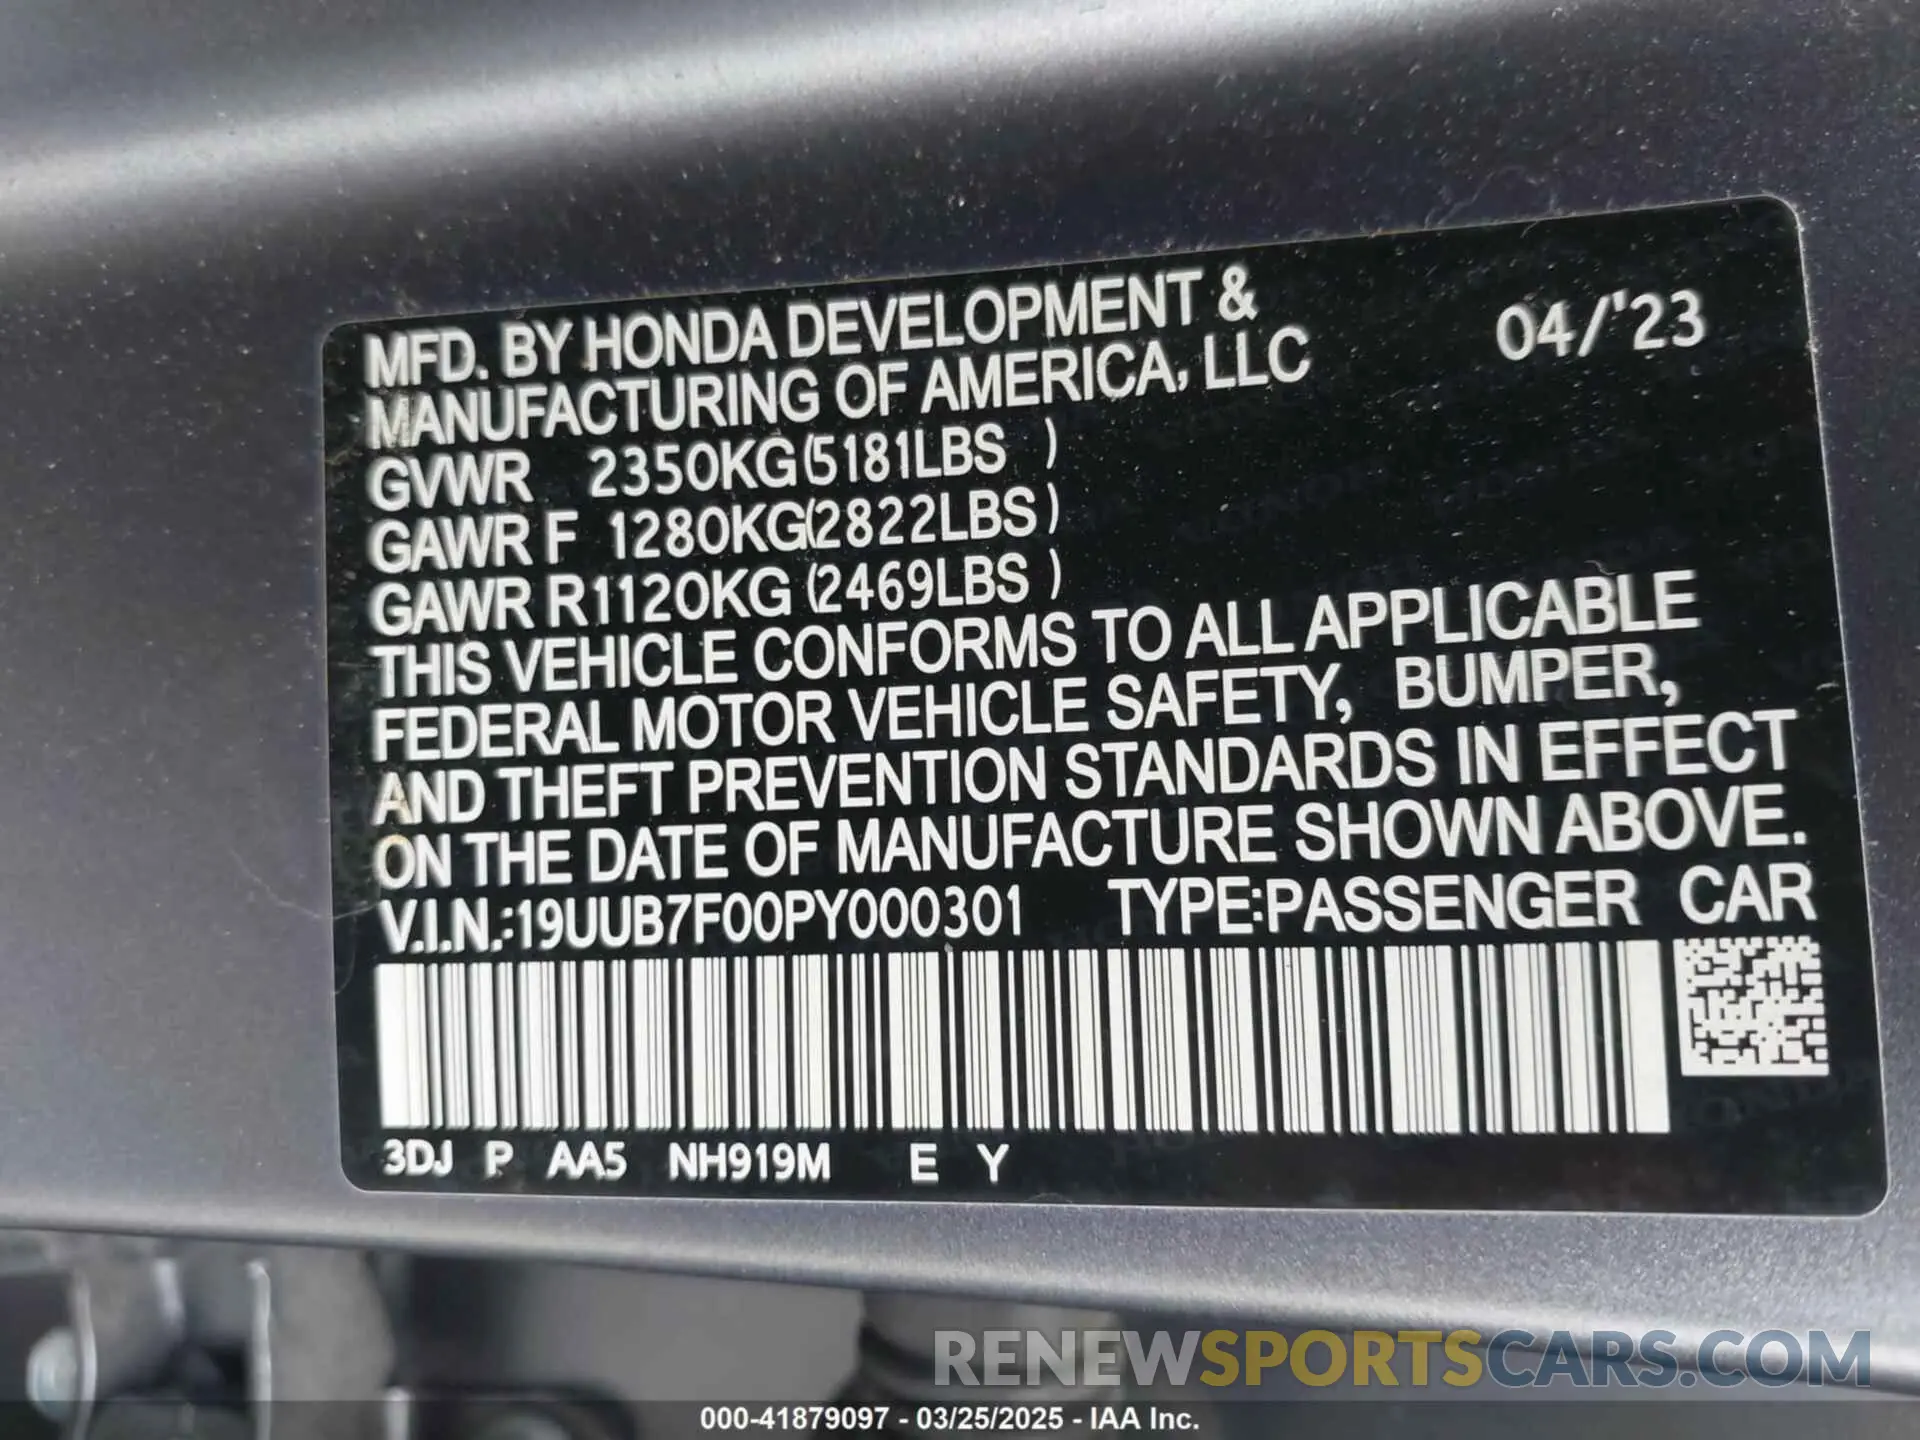 MFD. BY HONDA DEVELOPMENT & 04/'23
MANUFACTURING OF AMERICA, LLC
GVWR 2350KG(5181LBS )
GAWR F 1280KG(2822LBS)
GAWR R1120KG (2469LBS )
THIS VEHICLE CONFORMS TO ALL APPLICABLE
FEDERAL MOTOR VEHICLE SAFETY, BUMPER,
AND THEFT PREVENTION STANDARDS IN EFFECT
ON THE DATE OF MANUFACTURE SHOWN ABOVE.
V.I.N.:19UUB7F00PY000301 TYPE:PASSENGER CAR
3DJ P AA5 NH919M E Y
RENEWSPORTSCARS.COM
000-41879097 - 03/25/2025 - IAA Inc.